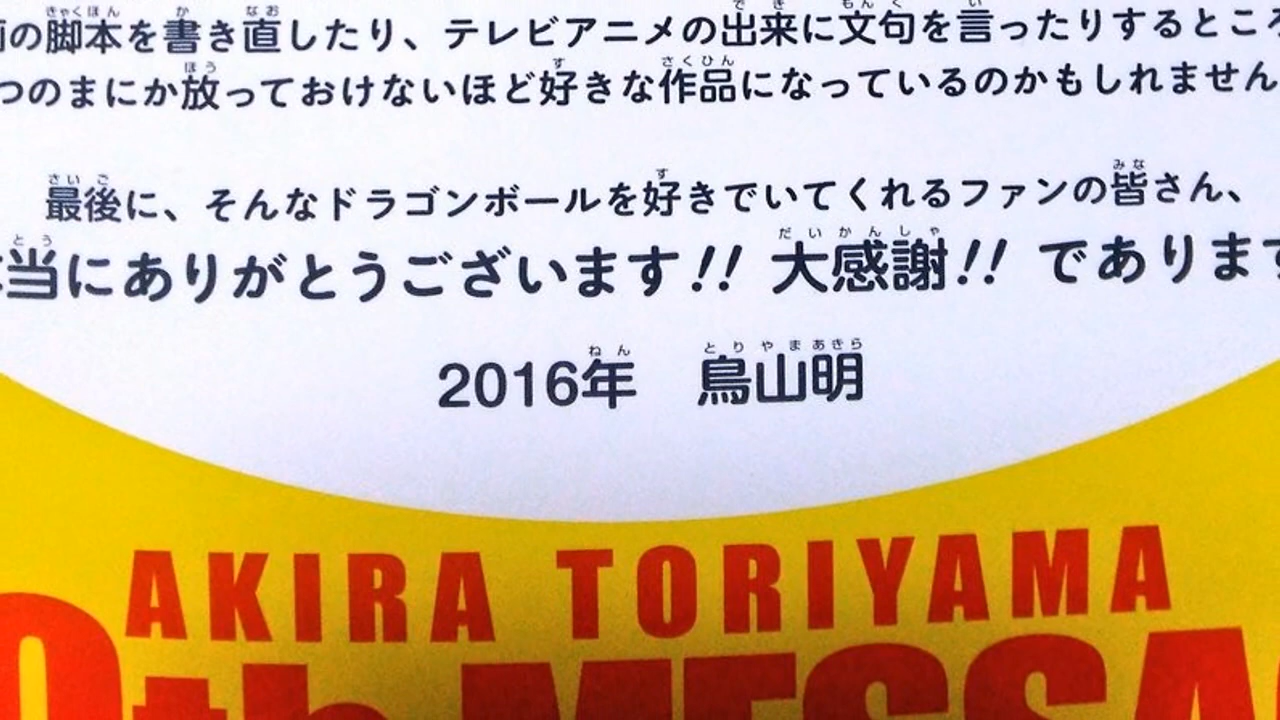 の脚本を書き直したり、テレビアニメの出来に文句を言ったりするところ
つのまにか放っておけないほど好きな作品になっているのかもしれません
最後に、そんなドラゴンボールを好きでいてくれるファンの皆さん、
当にありがとうございます!! 大感謝!! であります
2016年 鳥山明
AKIRA TORIYAMA
0th MESSA